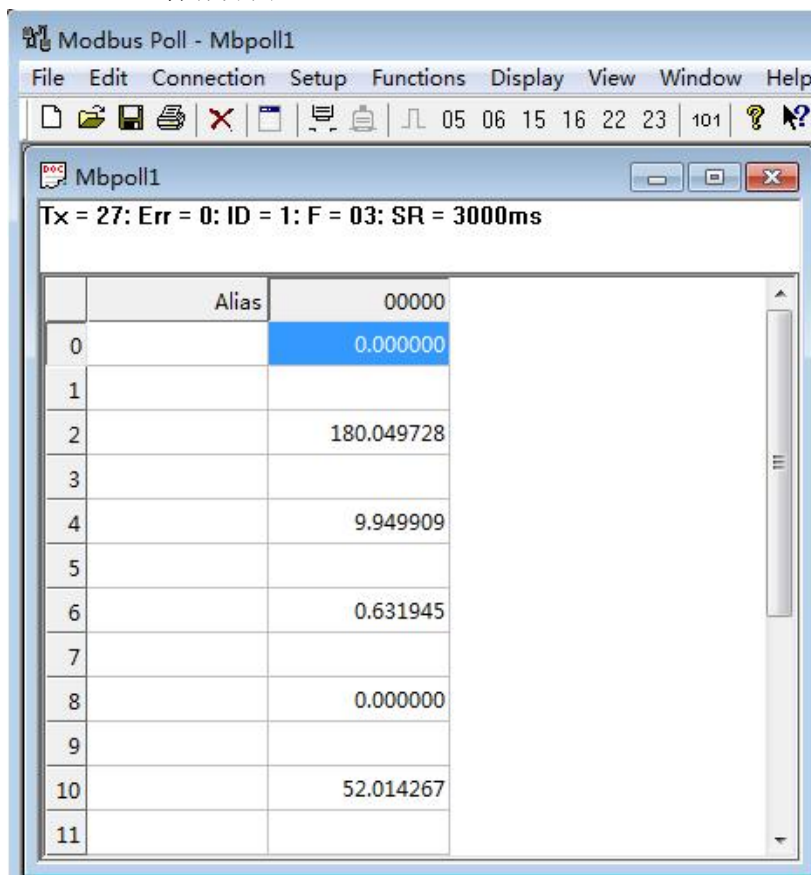 Modbus Poll - Mbpoll1
File Edit Connection Setup Functions Display View Window Help
05 06 15 16 22 23 101
Mbpoll1
Tx = 27: Err = 0: ID = 1: F = 03: SR = 3000ms
Alias 00000
0 0.000000
1
2 180.049728
3
4 9.949909
5
6 0.631945
7
8 0.000000
9
10 52.014267
11